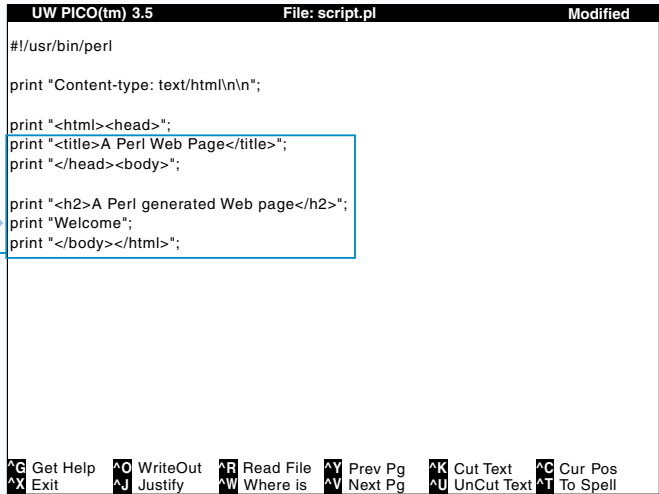 UW PICO(tm) 3.5 File: script.pl Modified
#!/usr/bin/perl
print "Content-type: text/html\n\n";
print "<html><head>";
print "<title>A Perl Web Page</title>";
print "</head><body>";
print "<h2>A Perl generated Web page</h2>";
print "Welcome";
print "</body></html>";
^G Get Help ^O WriteOut ^R Read File ^Y Prev Pg ^K Cut Text ^C Cur Pos
^X Exit ^J Justify ^W Where is ^V Next Pg ^U UnCut Text ^T To Spell